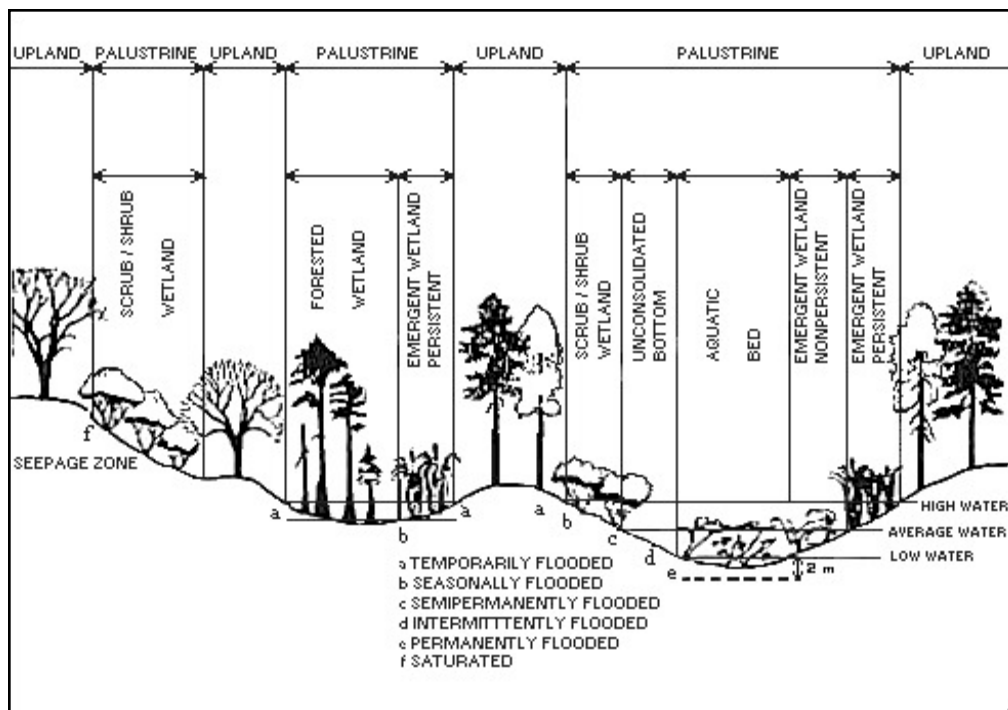 UPLAND PALUSTRINE UPLAND PALUSTRINE UPLAND PALUSTRINE UPLAND
SCRUB / SHRUB
WETLAND
FORESTED
WETLAND
EMERGENT WETLAND
PERSISTENT
SCRUB / SHRUB
WETLAND
UNCONSOLIDATED
BOTTOM
AQUATIC
BED
EMERGENT WETLAND
NONPERSISTENT
EMERGENT WETLAND
PERSISTENT
f
SEEPAGE ZONE
a
b
a
a
b
c
d
e
HIGH WATER
AVERAGE WATER
LOW WATER
2 m
a TEMPORARILY FLOODED
b SEASONALLY FLOODED
c SEMIPERMANENTLY FLOODED
d INTERMITTTENTLY FLOODED
e PERMANENTLY FLOODED
f SATURATED